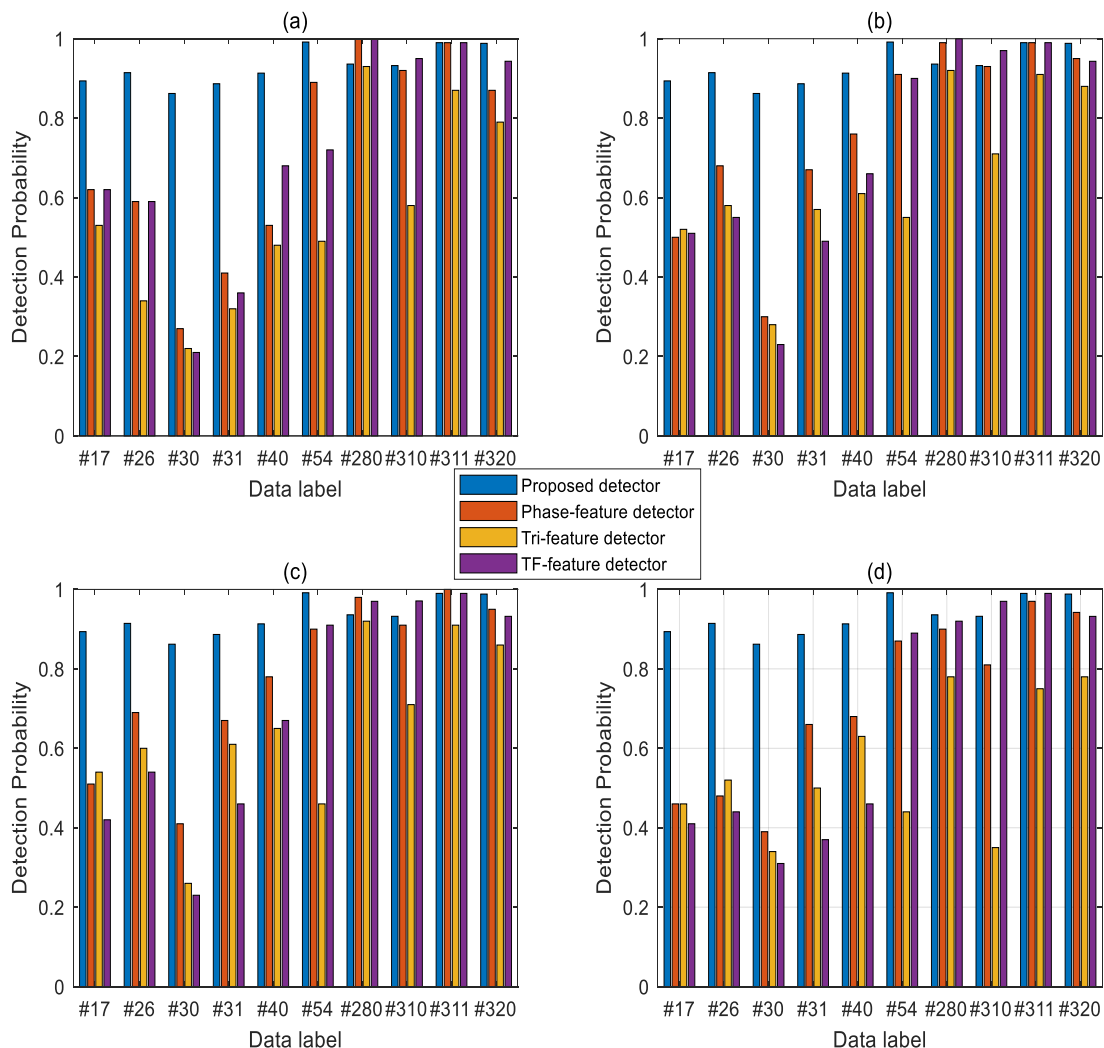 (a)
1
0.8
0.6
0.4
0.2
0
Detection Probability
#17 #26 #30 #31 #40 #54 #280 #310 #311 #320
Data label
(b)
1
0.8
0.6
0.4
0.2
0
Detection Probability
#17 #26 #30 #31 #40 #54 #280 #310 #311 #320
Data label
Proposed detector
Phase-feature detector
Tri-feature detector
TF-feature detector
(c)
1
0.8
0.6
0.4
0.2
0
Detection Probability
#17 #26 #30 #31 #40 #54 #280 #310 #311 #320
Data label
(d)
1
0.8
0.6
0.4
0.2
0
Detection Probability
#17 #26 #30 #31 #40 #54 #280 #310 #311 #320
Data label